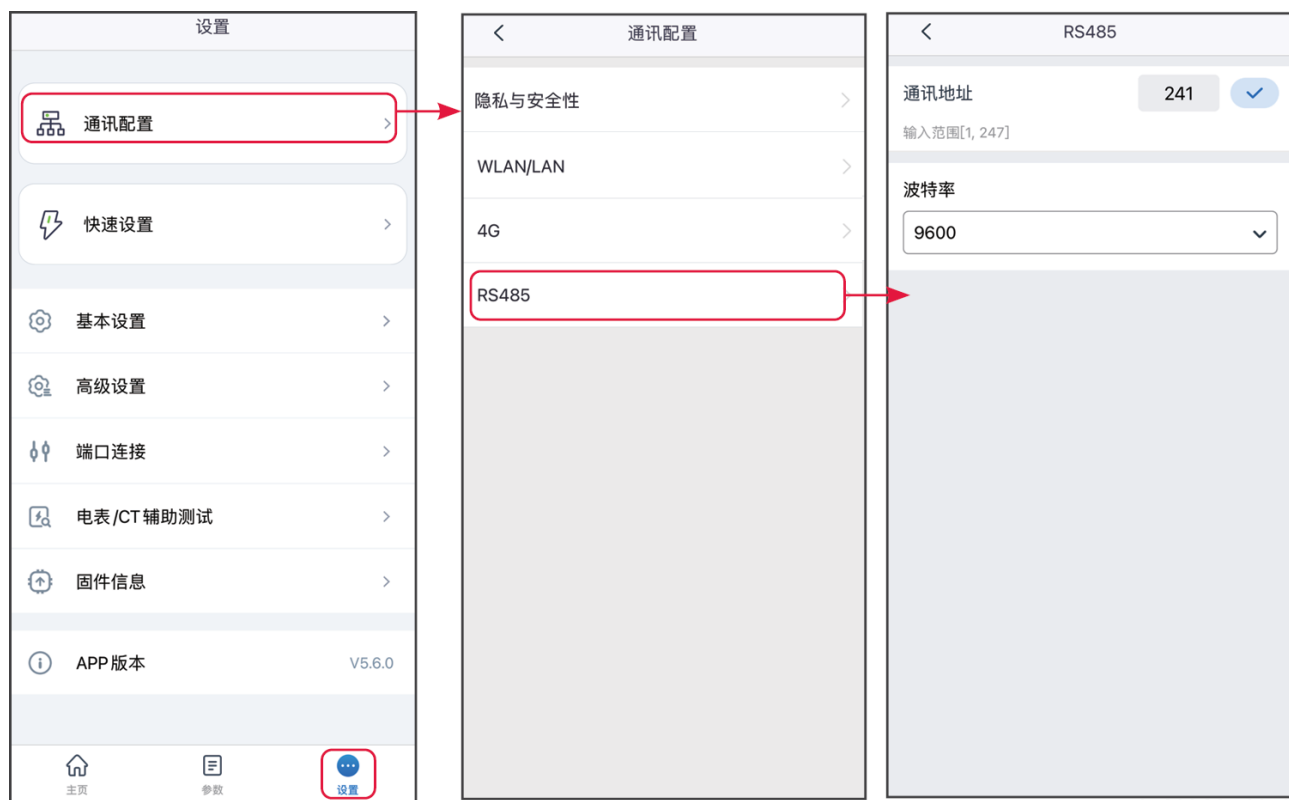 设置
通讯配置
快速设置
基本设置
高级设置
端口连接
电表/CT辅助测试
固件信息
APP版本 V5.6.0
主页 参数 设置
通讯配置
隐私与安全性
WLAN/LAN
4G
RS485
RS485
通讯地址 241
输入范围[1, 247]
波特率
9600